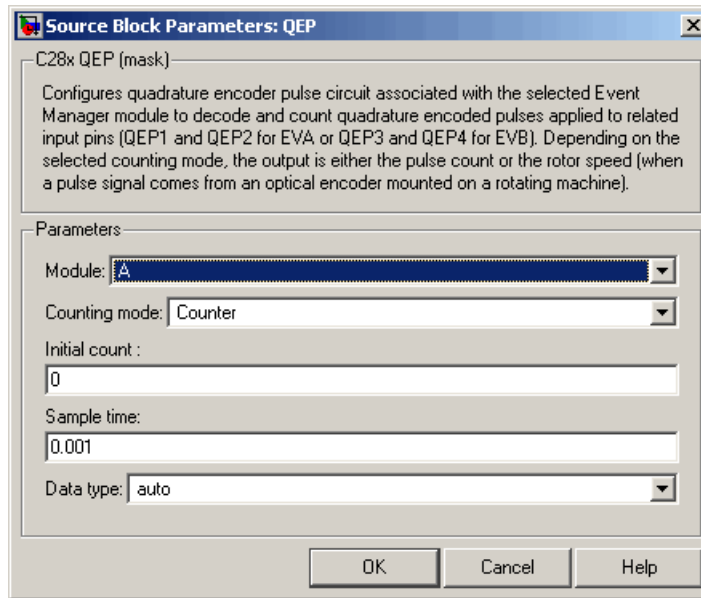 Source Block Parameters: QEP
C28x QEP (mask)
Configures quadrature encoder pulse circuit associated with the selected Event
Manager module to decode and count quadrature encoded pulses applied to related
input pins (QEP1 and QEP2 for EVA or QEP3 and QEP4 for EVB). Depending on the
selected counting mode, the output is either the pulse count or the rotor speed (when
a pulse signal comes from an optical encoder mounted on a rotating machine).
Parameters
Module: A
Counting mode: Counter
Initial count :
0
Sample time:
0.001
Data type: auto
OK Cancel Help